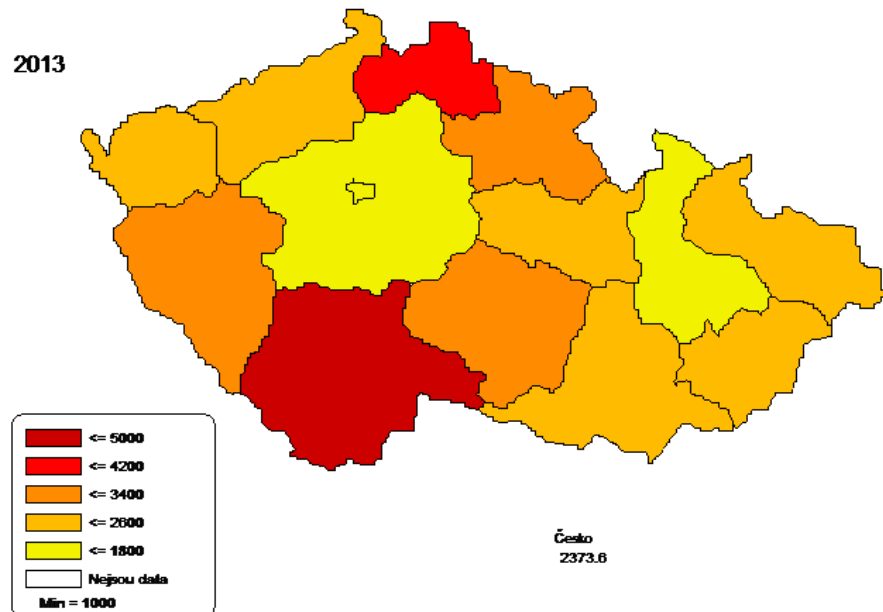 2013
<= 5000
<= 4200
<= 3400
<= 2600
<= 1800
Nejsou data
Min = 1000
Česko
2373.6